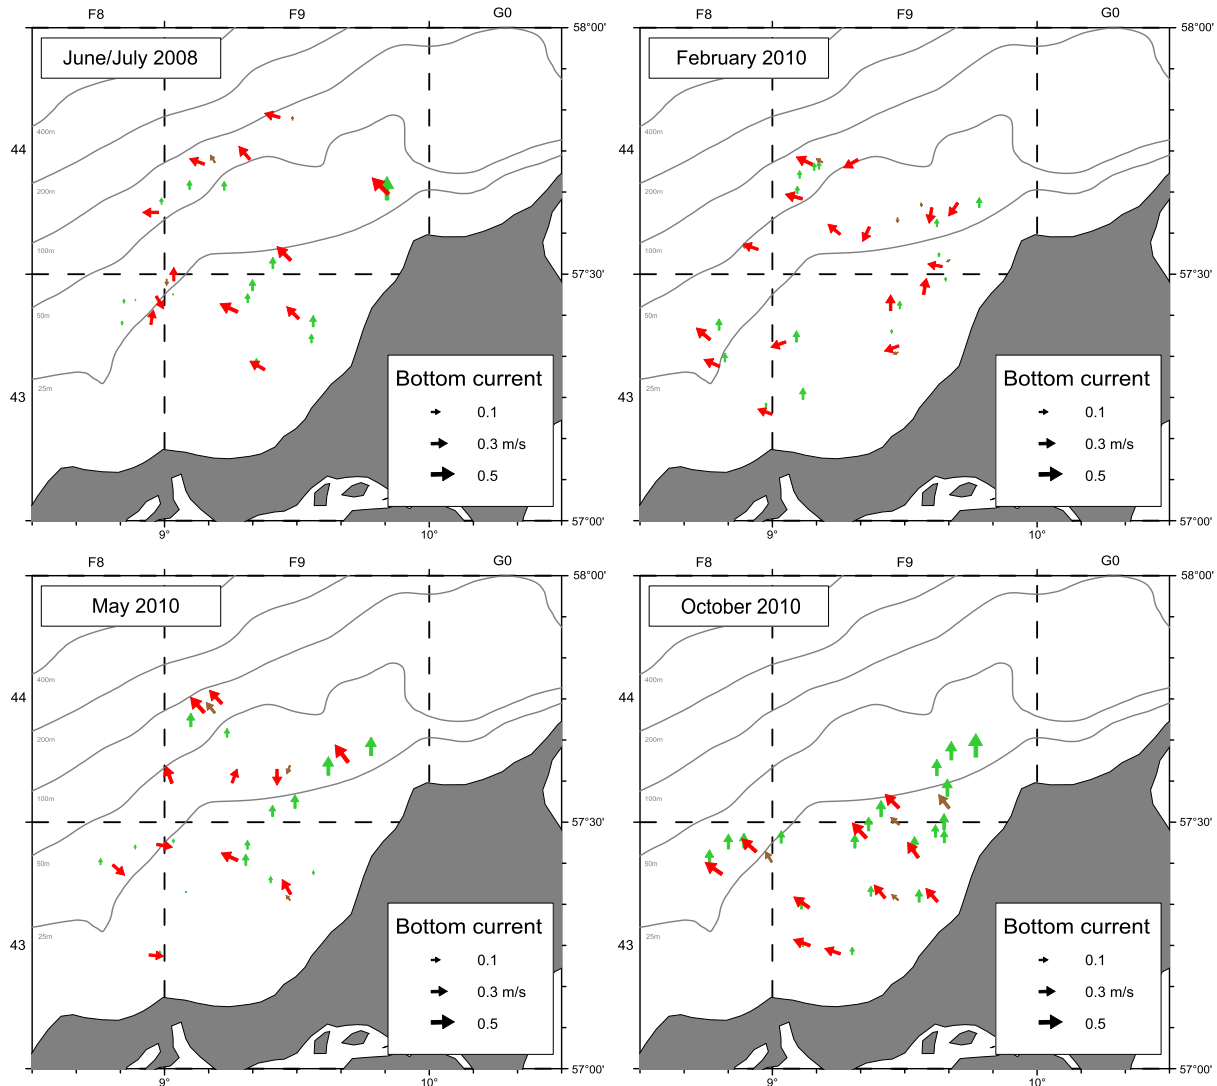 F8 F9 G0
58°00'
June/July 2008
400m
44
200m
100m
57°30'
50m
25m
43
Bottom current
0.1
0.3 m/s
0.5
57°00'
9° 10°
F8 F9 G0
58°00'
February 2010
400m
44
200m
100m
57°30'
50m
25m
43
Bottom current
0.1
0.3 m/s
0.5
57°00'
9° 10°
F8 F9 G0
58°00'
May 2010
400m
44
200m
100m
57°30'
50m
25m
43
Bottom current
0.1
0.3 m/s
0.5
57°00'
9° 10°
F8 F9 G0
58°00'
October 2010
400m
44
200m
100m
57°30'
50m
25m
43
Bottom current
0.1
0.3 m/s
0.5
57°00'
9° 10°